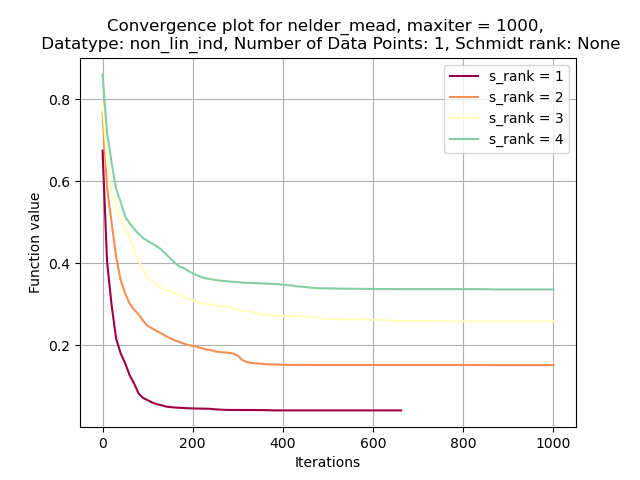 Convergence plot for nelder_mead, maxiter = 1000,
Datatype: non_lin_ind, Number of Data Points: 1, Schmidt rank: None
s_rank = 1
s_rank = 2
s_rank = 3
s_rank = 4
0.8
0.6
0.4
0.2
Function value
0 200 400 600 800 1000
Iterations